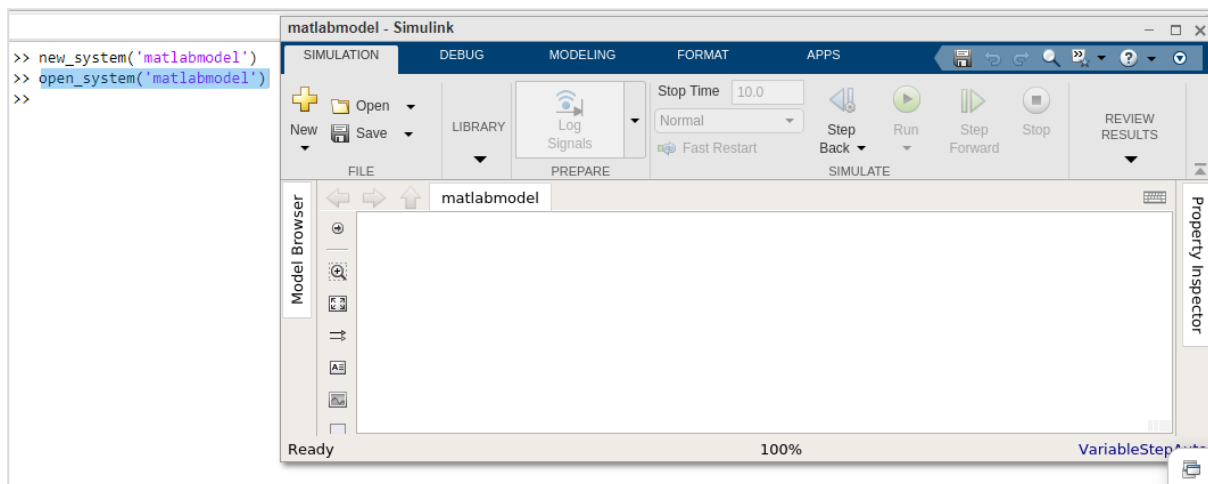 >> new_system('matlabmodel')
>> open_system('matlabmodel')
>>
matlabmodel - Simulink
SIMULATION DEBUG MODELING FORMAT APPS
New
Open
Save
FILE
LIBRARY
Log Signals
PREPARE
Stop Time 10.0
Normal
Fast Restart
Step Back
Run
Step Forward
Stop
SIMULATE
REVIEW RESULTS
Model Browser
matlabmodel
Property Inspector
Ready 100%